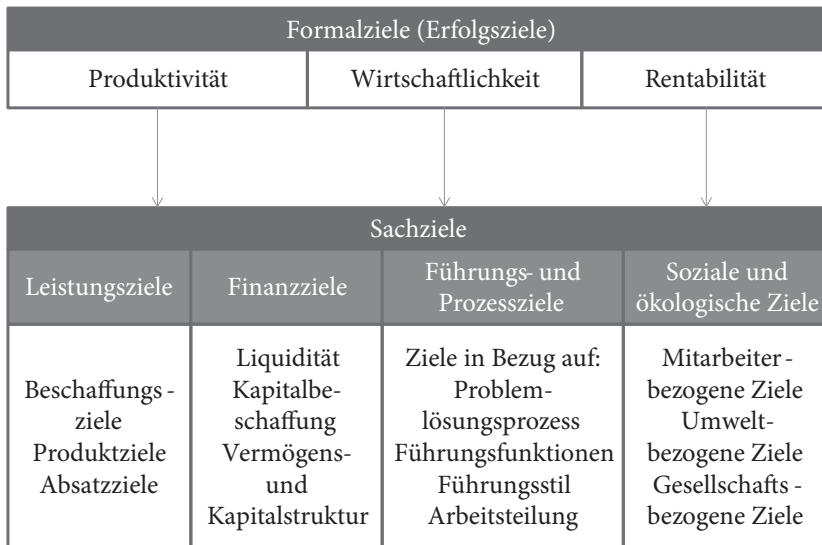 Formalziele (Erfolgsziele)
Produktivität
Wirtschaftlichkeit
Rentabilität
Sachziele
Leistungsziele
Finanzziele
Führungs- und
Prozessziele
Soziale und
ökologische Ziele
Beschaffungs-
ziele
Produktziele
Absatzziele
Liquidität
Kapitalbe-
schaffung
Vermögens-
und
Kapitalstruktur
Ziele in Bezug auf:
Problem-
lösungsprozess
Führungsfunktionen
Führungsstil
Arbeitsteilung
Mitarbeiter-
bezogene Ziele
Umwelt-
bezogene Ziele
Gesellschafts-
bezogene Ziele